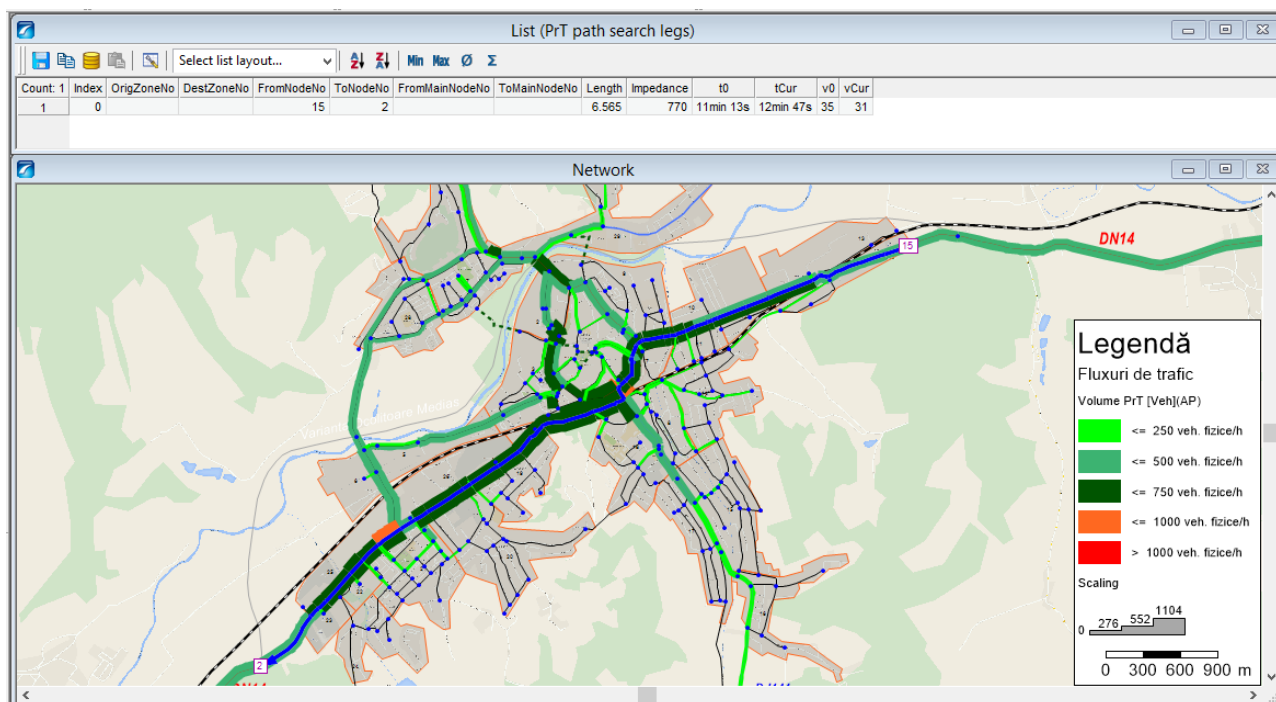 List (PrT path search legs)
Select list layout...
Min Max Ø Σ
Count: 1 Index OrigZoneNo DestZoneNo FromNodeNo ToNodeNo FromMainNodeNo ToMainNodeNo Length Impedance t0 tCur v0 vCur
1 0 15 2 6.565 770 11min 13s 12min 47s 35 31
Network
15
DN14
Legendă
Fluxuri de trafic
Volume PrT [Veh](AP)
<= 250 veh. fizice/h
<= 500 veh. fizice/h
<= 750 veh. fizice/h
<= 1000 veh. fizice/h
> 1000 veh. fizice/h
Scaling
0 276 552 1104
0 300 600 900 m
2